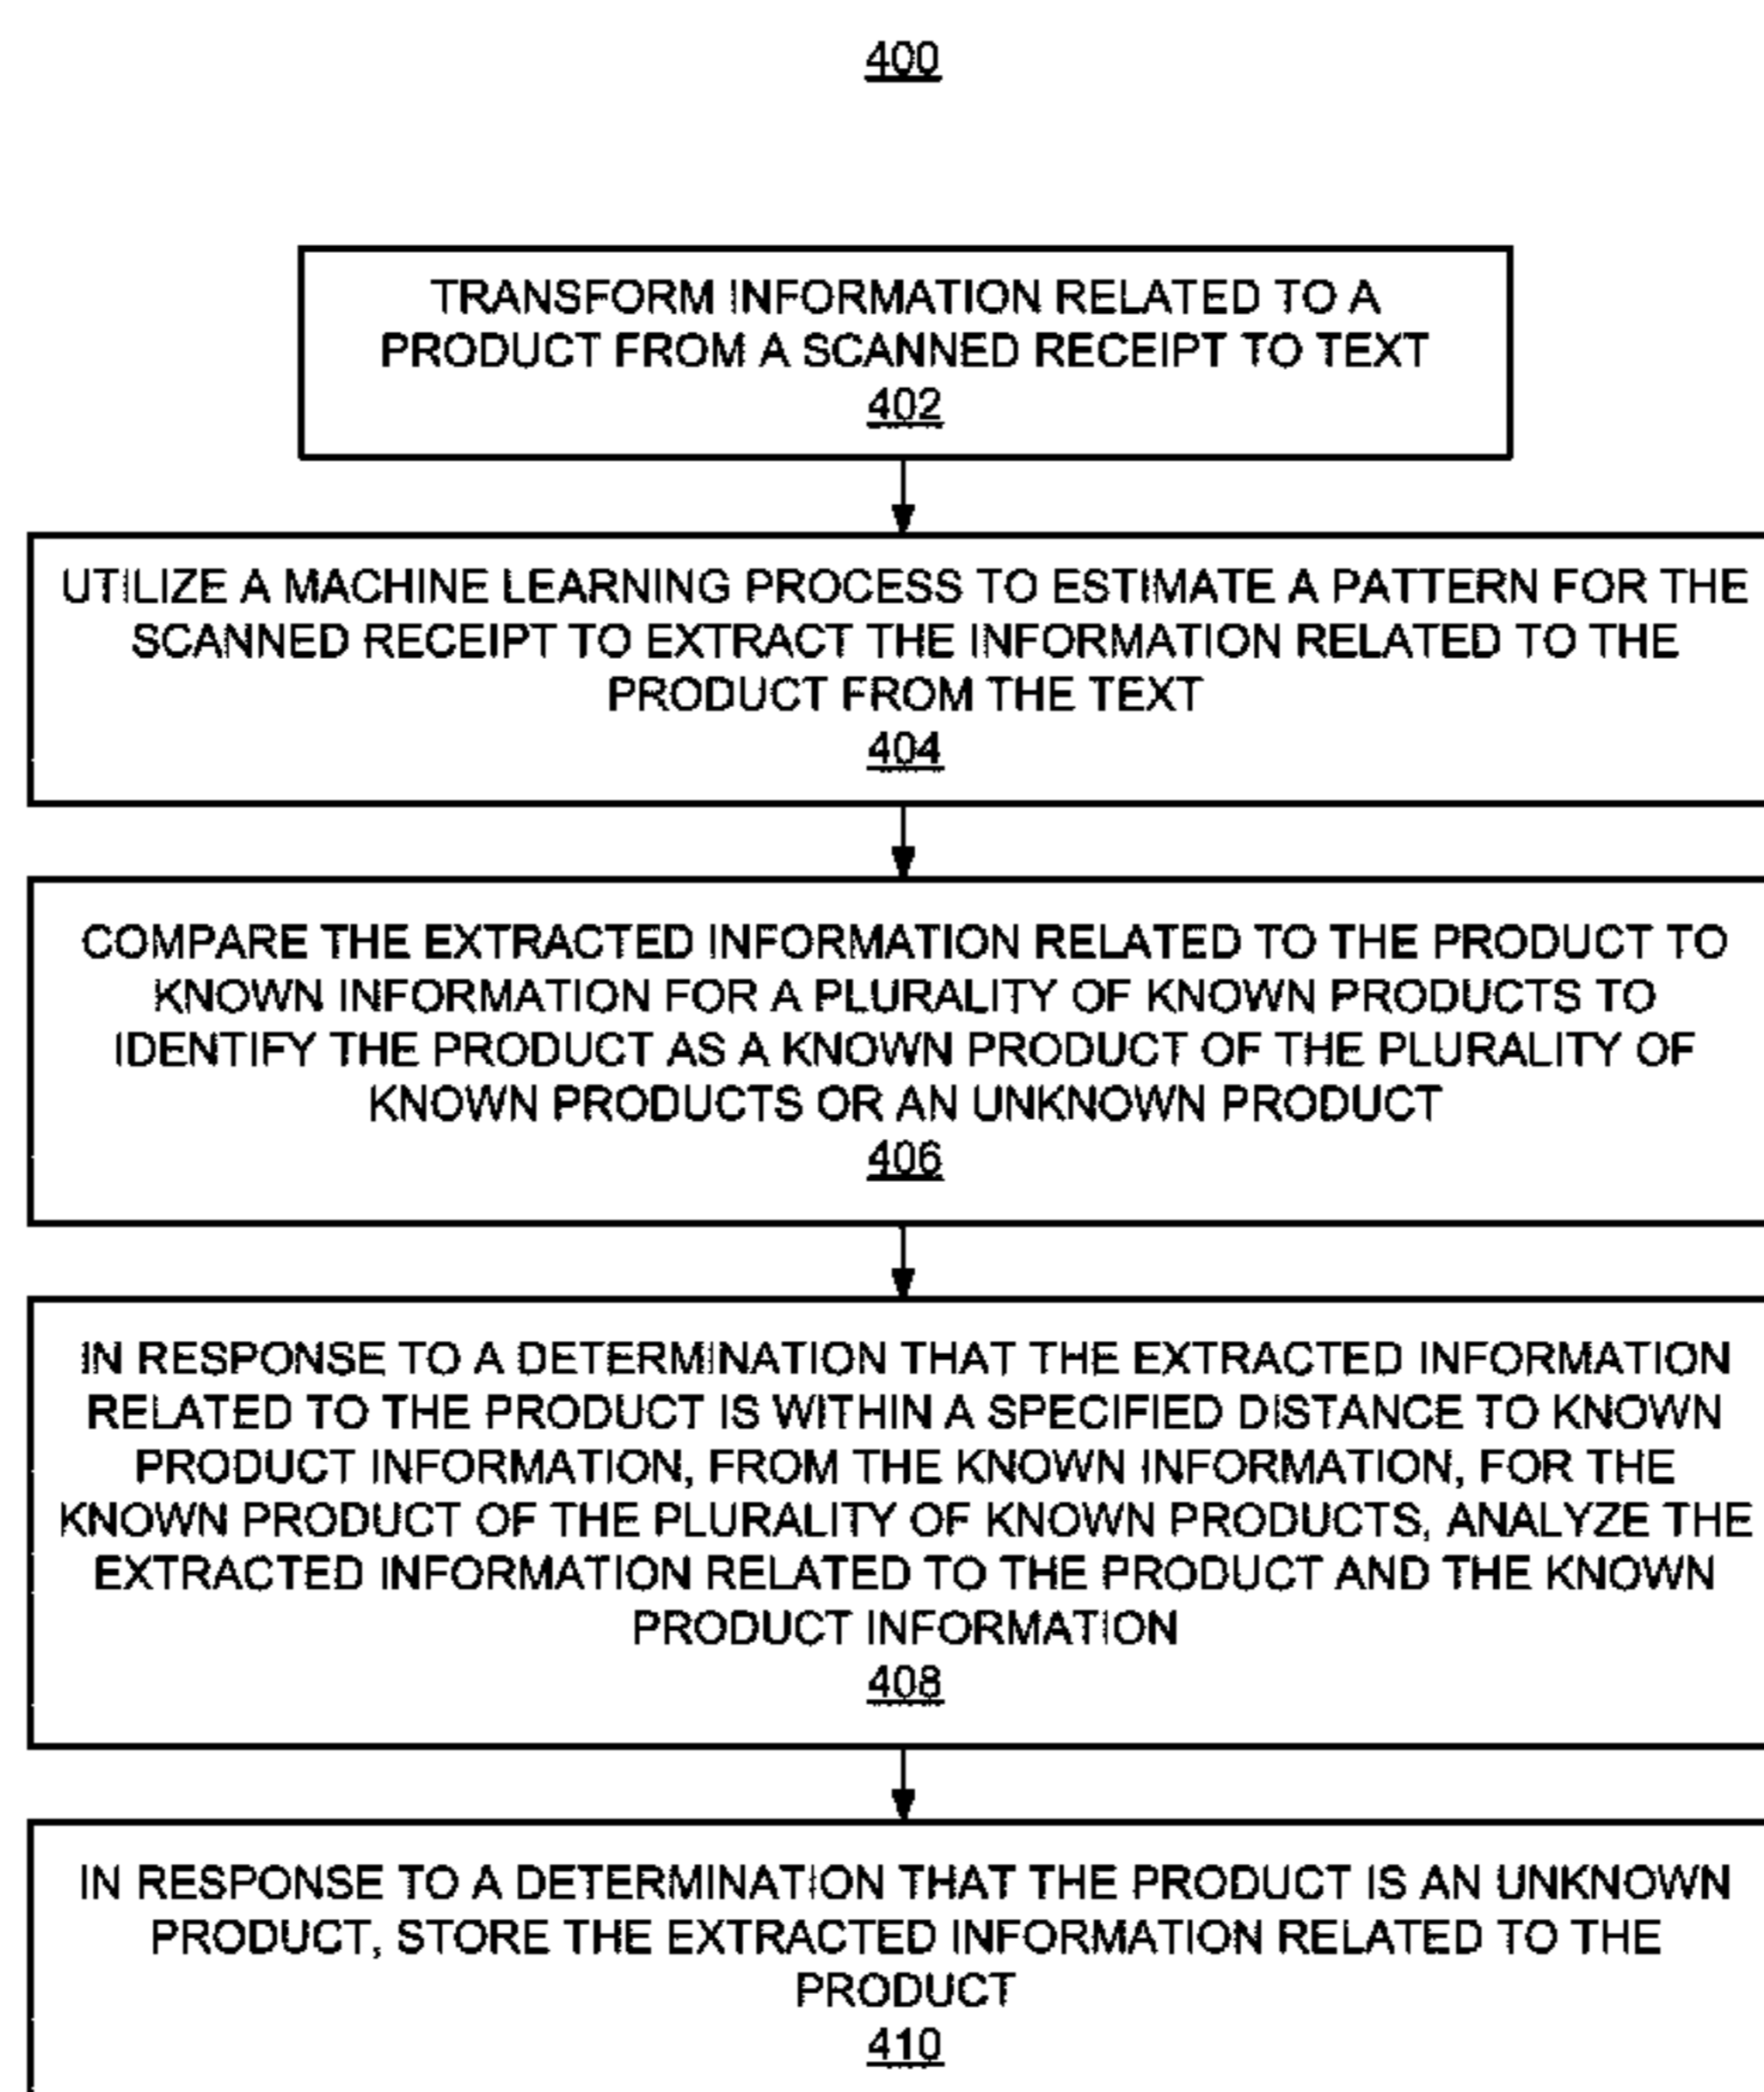 400
TRANSFORM INFORMATION RELATED TO A
PRODUCT FROM A SCANNED RECEIPT TO TEXT
402
UTILIZE A MACHINE LEARNING PROCESS TO ESTIMATE A PATTERN FOR THE
SCANNED RECEIPT TO EXTRACT THE INFORMATION RELATED TO THE
PRODUCT FROM THE TEXT
404
COMPARE THE EXTRACTED INFORMATION RELATED TO THE PRODUCT TO
KNOWN INFORMATION FOR A PLURALITY OF KNOWN PRODUCTS TO
IDENTIFY THE PRODUCT AS A KNOWN PRODUCT OF THE PLURALITY OF
KNOWN PRODUCTS OR AN UNKNOWN PRODUCT
406
IN RESPONSE TO A DETERMINATION THAT THE EXTRACTED INFORMATION
RELATED TO THE PRODUCT IS WITHIN A SPECIFIED DISTANCE TO KNOWN
PRODUCT INFORMATION, FROM THE KNOWN INFORMATION, FOR THE
KNOWN PRODUCT OF THE PLURALITY OF KNOWN PRODUCTS, ANALYZE THE
EXTRACTED INFORMATION RELATED TO THE PRODUCT AND THE KNOWN
PRODUCT INFORMATION
408
IN RESPONSE TO A DETERMINATION THAT THE PRODUCT IS AN UNKNOWN
PRODUCT, STORE THE EXTRACTED INFORMATION RELATED TO THE
PRODUCT
410